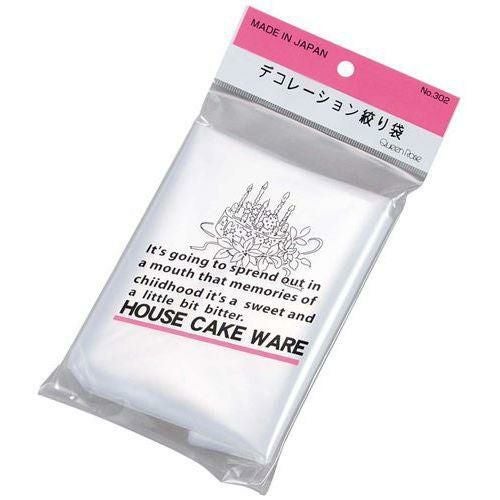 MADE IN JAPAN
No.302
デコレーション絞り袋
Queen Rose
It's going to sprend out in
a mouth that memories of
chiidhood it's a sweet and
a little bit bitter.
HOUSE CAKE WARE